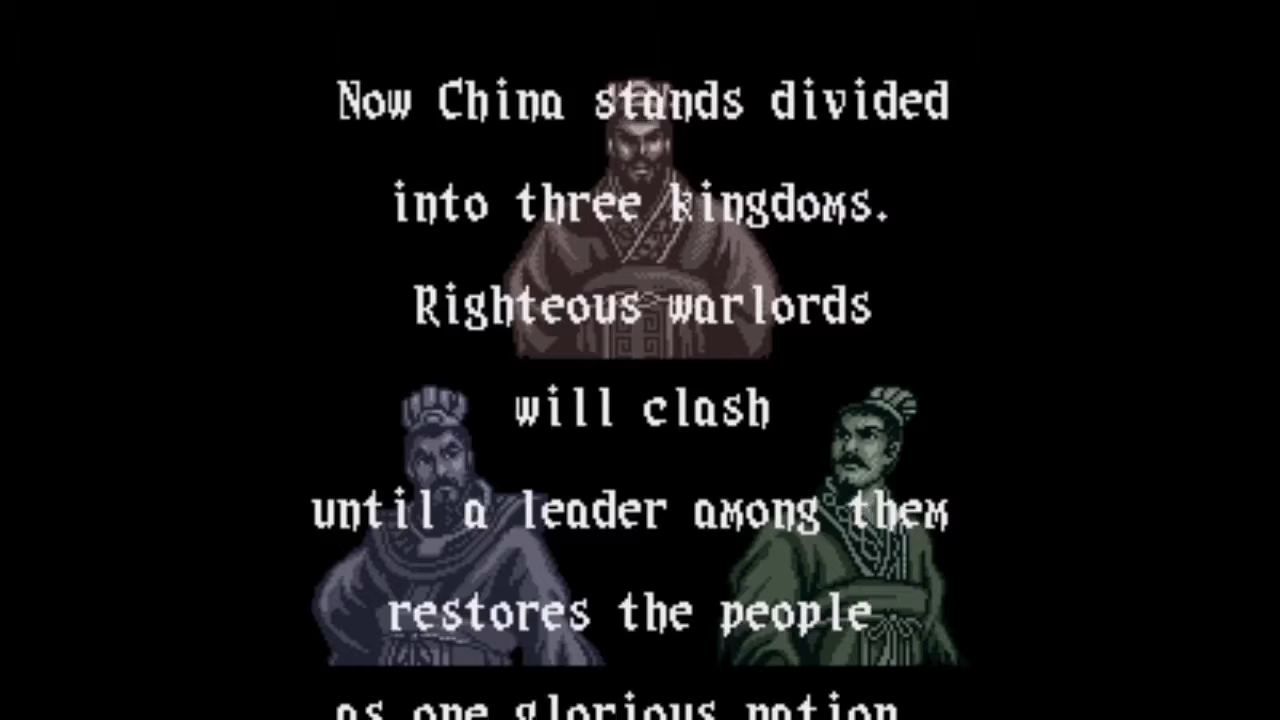 Now China stands divided
into three kingdoms.
Righteous warlords
will clash
until a leader among them
restores the people
as one glorious nation